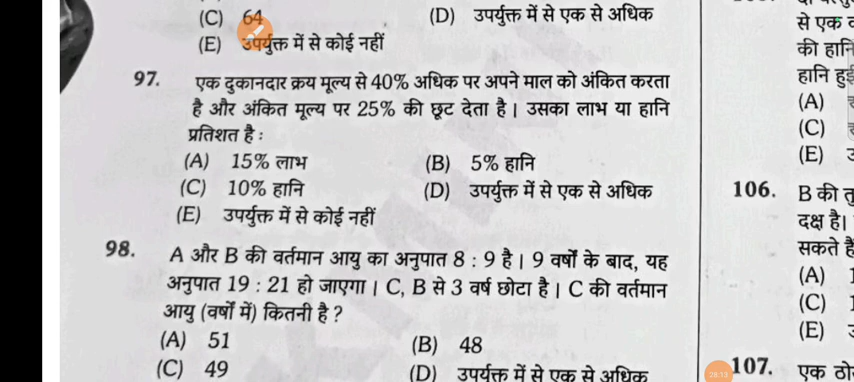 (C) 64 (D) उपर्युक्त में से एक से अधिक
(E) उपर्युक्त में से कोई नहीं
97. एक दुकानदार क्रय मूल्य से 40% अधिक पर अपने माल को अंकित करता
है और अंकित मूल्य पर 25% की छूट देता है। उसका लाभ या हानि
प्रतिशत है :
(A) 15% लाभ (B) 5% हानि
(C) 10% हानि (D) उपर्युक्त में से एक से अधिक
(E) उपर्युक्त में से कोई नहीं
98. A और B की वर्तमान आयु का अनुपात 8 : 9 है। 9 वर्षों के बाद, यह
अनुपात 19 : 21 हो जाएगा। C, B से 3 वर्ष छोटा है। C की वर्तमान
आयु (वर्षों में) कितनी है ?
(A) 51 (B) 48
(C) 49 (D) उपर्युक्त में से एक से अधिक
से एक
की हानि
हानि हुई
(A)
(C)
(E)
106. B की
दक्ष है।
सकते है
(A)
(C)
(E)
107. एक